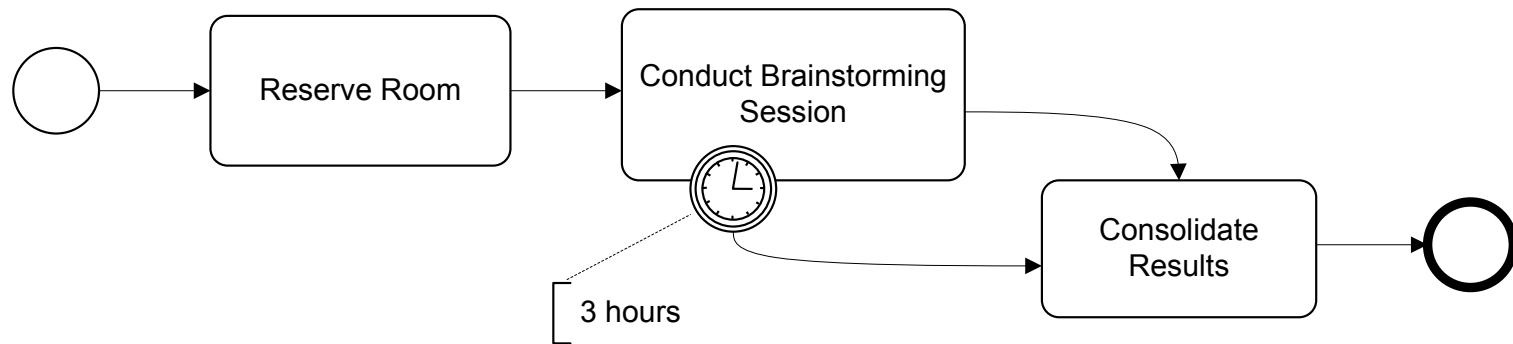 Reserve Room
Conduct Brainstorming
Session
Consolidate
Results
3 hours